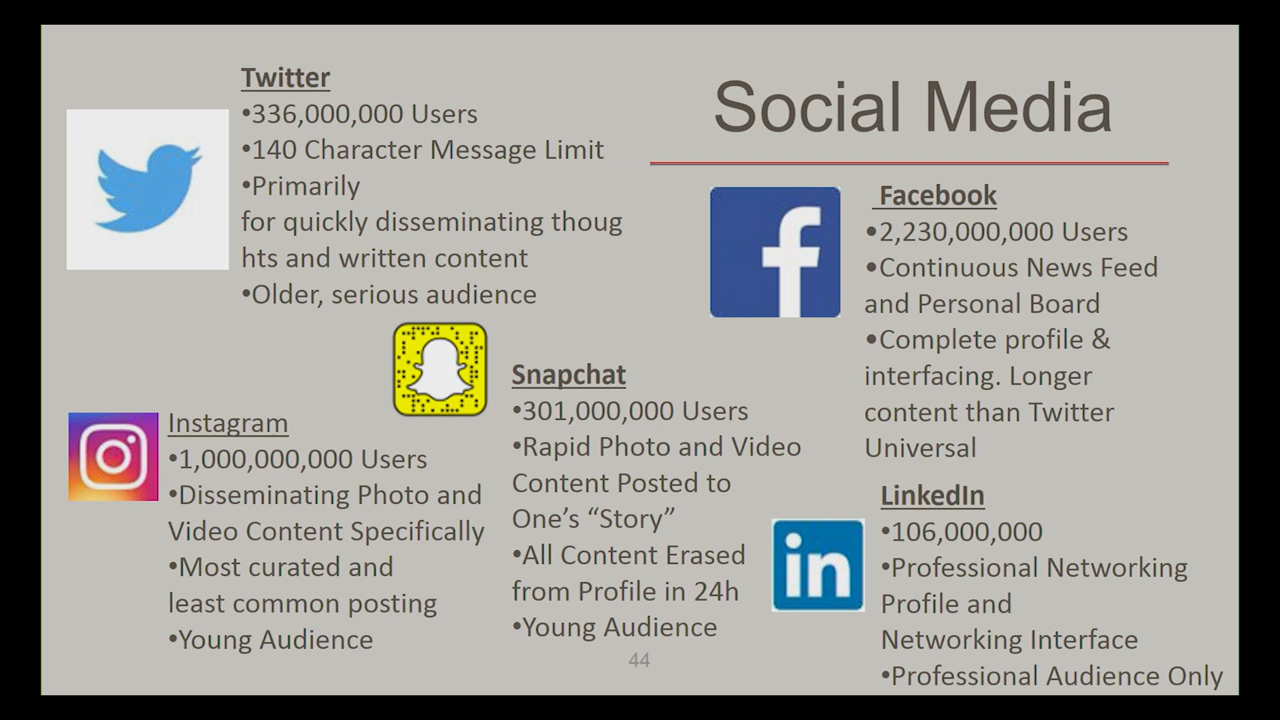 Social Media
Twitter
•336,000,000 Users
•140 Character Message Limit
•Primarily
for quickly disseminating thoug
hts and written content
•Older, serious audience
Facebook
•2,230,000,000 Users
•Continuous News Feed
and Personal Board
•Complete profile &
interfacing. Longer
content than Twitter
Universal
Snapchat
•301,000,000 Users
•Rapid Photo and Video
Content Posted to
One’s “Story”
•All Content Erased
from Profile in 24h
•Young Audience
Instagram
•1,000,000,000 Users
•Disseminating Photo and
Video Content Specifically
•Most curated and
least common posting
•Young Audience
in
LinkedIn
•106,000,000
•Professional Networking
Profile and
Networking Interface
•Professional Audience Only
44